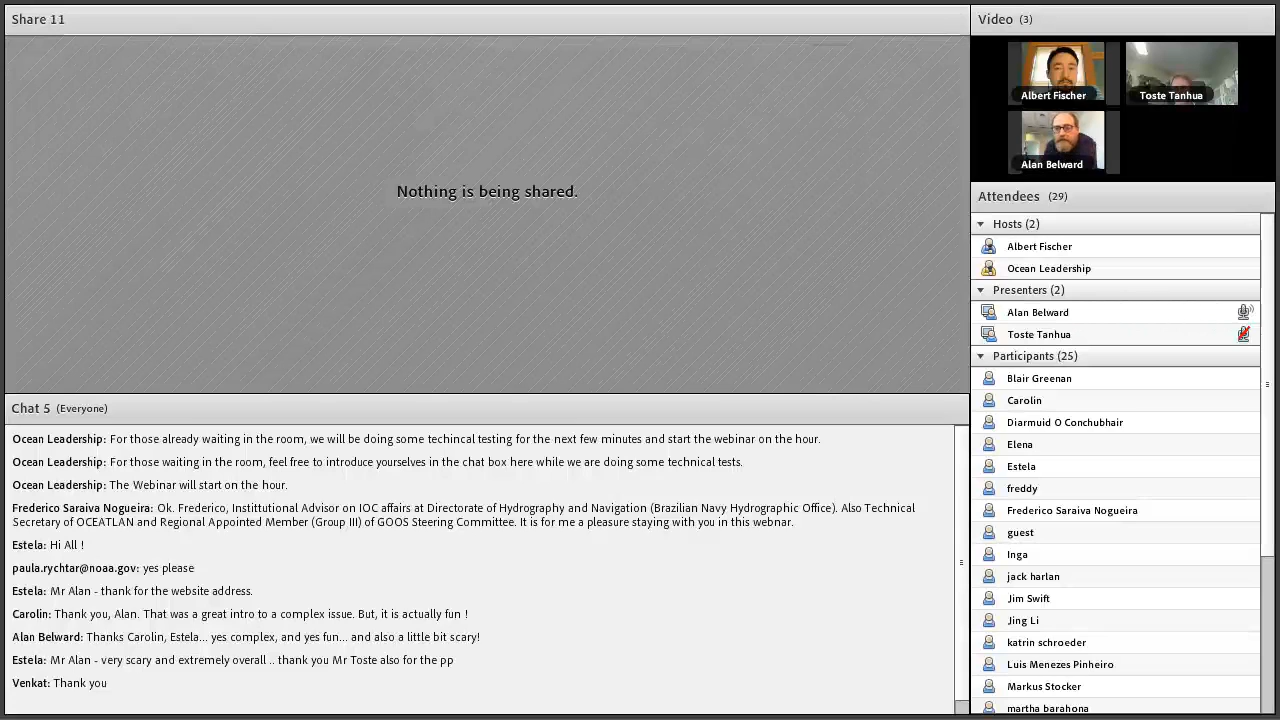 Share 11
Nothing is being shared.
Chat 5 (Everyone)
Ocean Leadership: For those already waiting in the room, we will be doing some techincal testing for the next few minutes and start the webinar on the hour.
Ocean Leadership: For those waiting in the room, feel free to introduce yourselves in the chat box here while we are doing some technical tests.
Ocean Leadership: The Webinar will start on the hour.
Frederico Saraiva Nogueira: Ok. Frederico, Instittutional Advisor on IOC affairs at Directorate of Hydrography and Navigation (Brazilian Navy Hydrographic Office). Also Technical
Secretary of OCEATLAN and Regional Appointed Member (Group III) of GOOS Steering Committee. It is for me a pleasure staying with you in this webnar.
Estela: Hi All !
paula.rychtar@noaa.gov: yes please
Estela: Mr Alan - thank for the website address.
Carolin: Thank you, Alan. That was a great intro to a complex issue. But, it is actually fun !
Alan Belward: Thanks Carolin, Estela... yes complex, and yes fun... and also a little bit scary!
Estela: Mr Alan - very scary and extremely overall .. thank you Mr Toste also for the pp
Venkat: Thank you
Video (3)
Albert Fischer
Toste Tanhua
Alan Belward
Attendees (29)
Hosts (2)
Albert Fischer
Ocean Leadership
Presenters (2)
Alan Belward
Toste Tanhua
Participants (25)
Blair Greenan
Carolin
Diarmuid O Conchubhair
Elena
Estela
freddy
Frederico Saraiva Nogueira
guest
Inga
jack harlan
Jim Swift
Jing Li
katrin schroeder
Luis Menezes Pinheiro
Markus Stocker
martha barahona